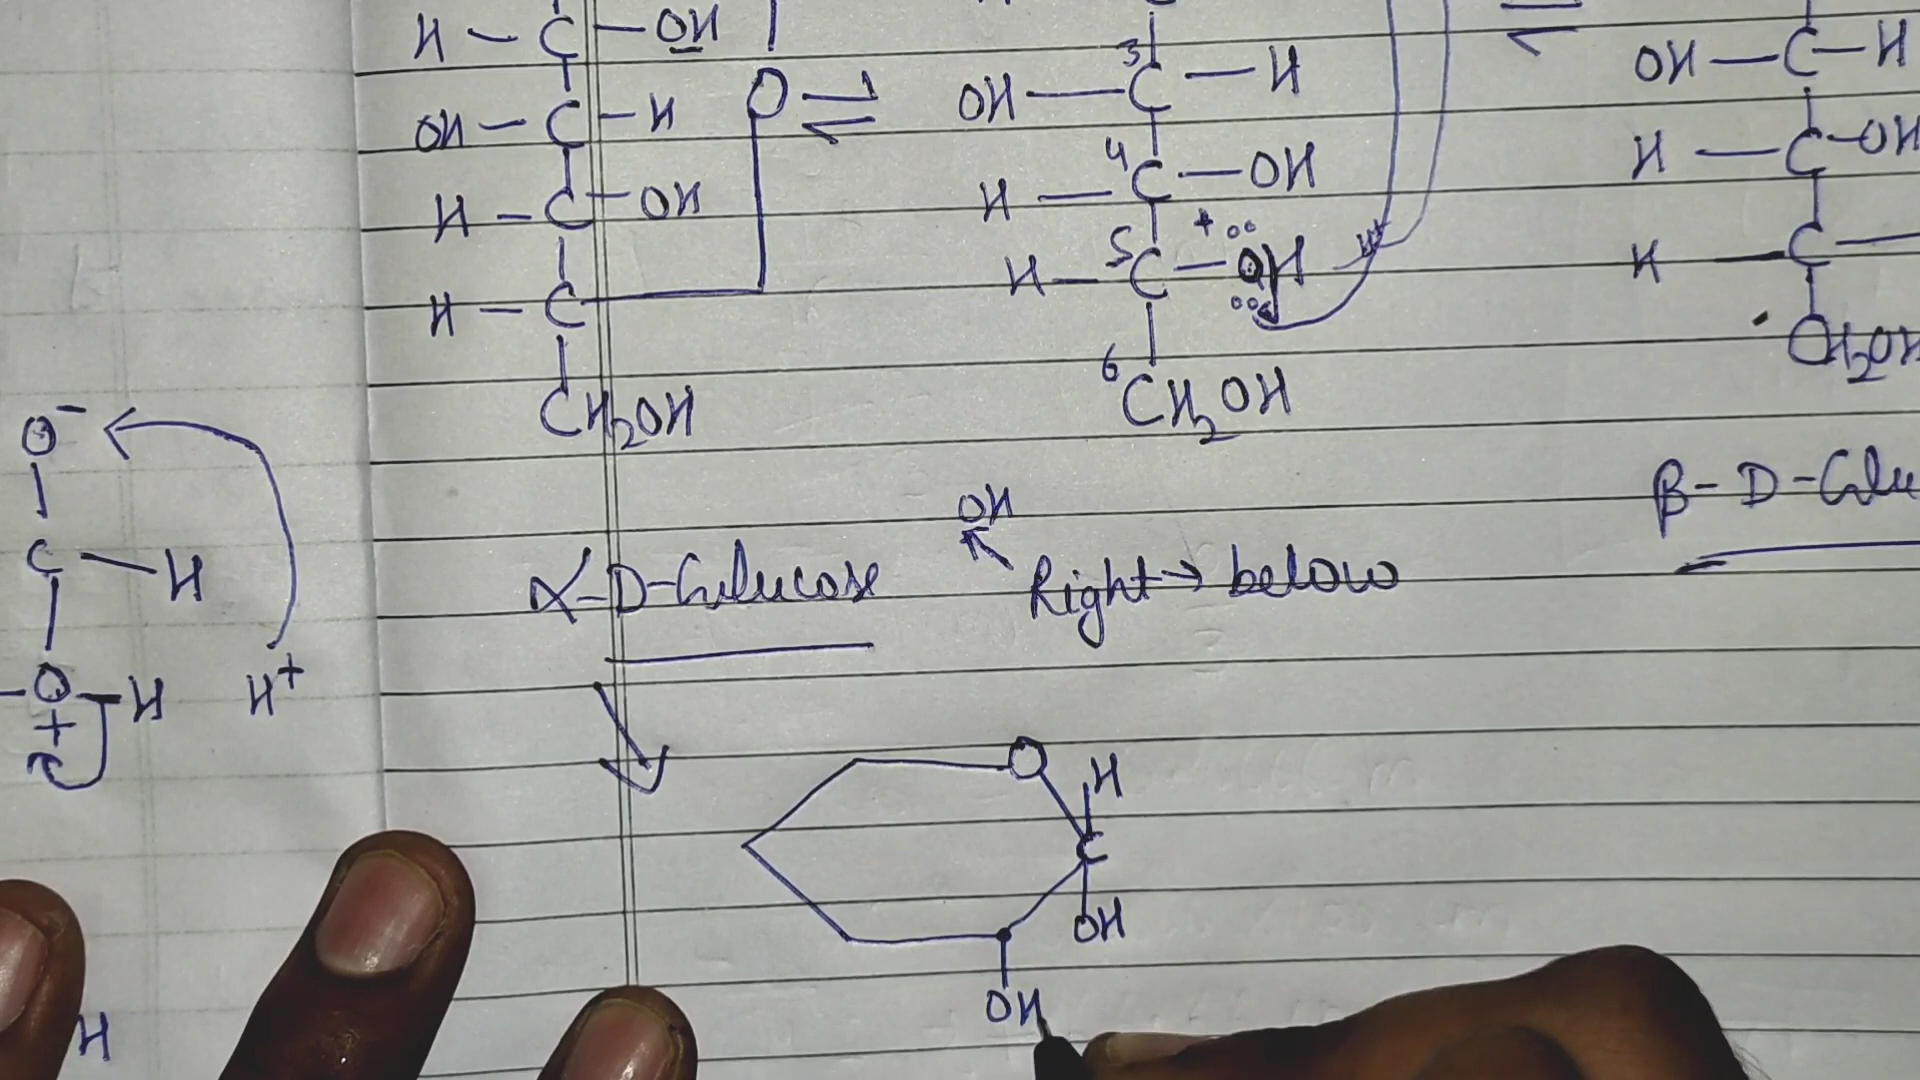 H - C - OH
OH - C - H O ⇌
H - C - OH
H - C
CH₂OH
3
OH - C - H
4
H - C - OH
5 +
H - C - OH
6
CH₂OH
OH - C - H
H - C - OH
H - C
CH₂OH
O⁻
C - H
- O - H H⁺
+
H
OH
α-D-Glucose Right → below
β-D-Glu
O H
C
OH
OH